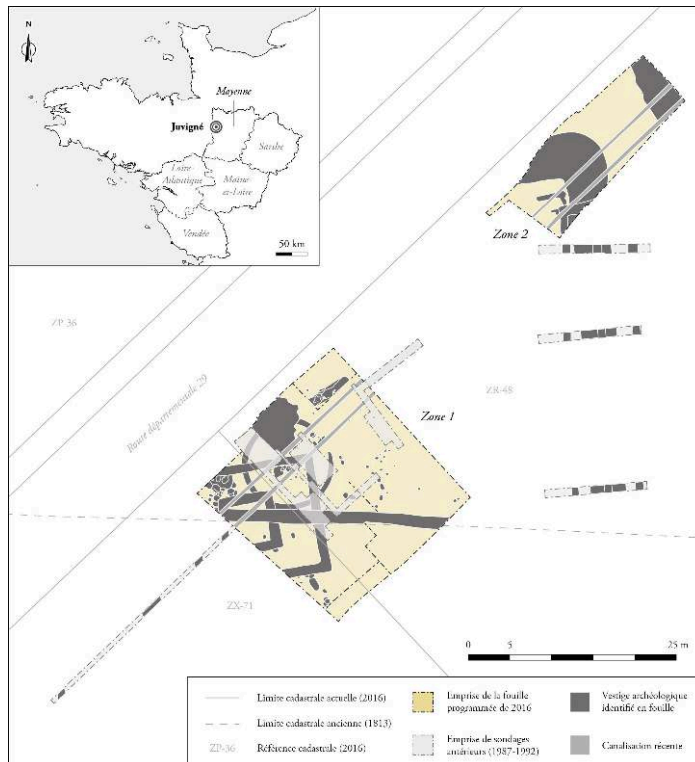 N
Mayenne
Juvigné
Sarthe
Loire-
Atlantique
Maine-
et-Loire
Vendée
50 km
Zone 2
ZP-36
Route départementale 29
ZR-48
Zone 1
ZX-71
0 5 25 m
Limite cadastrale actuelle (2016)
Limite cadastrale ancienne (1813)
ZP-36 Référence cadastrale (2016)
Emprise de la fouille
programmée de 2016
Emprise de sondages
antérieurs (1987-1992)
Vestige archéologique
identifié en fouille
Canalisation récente